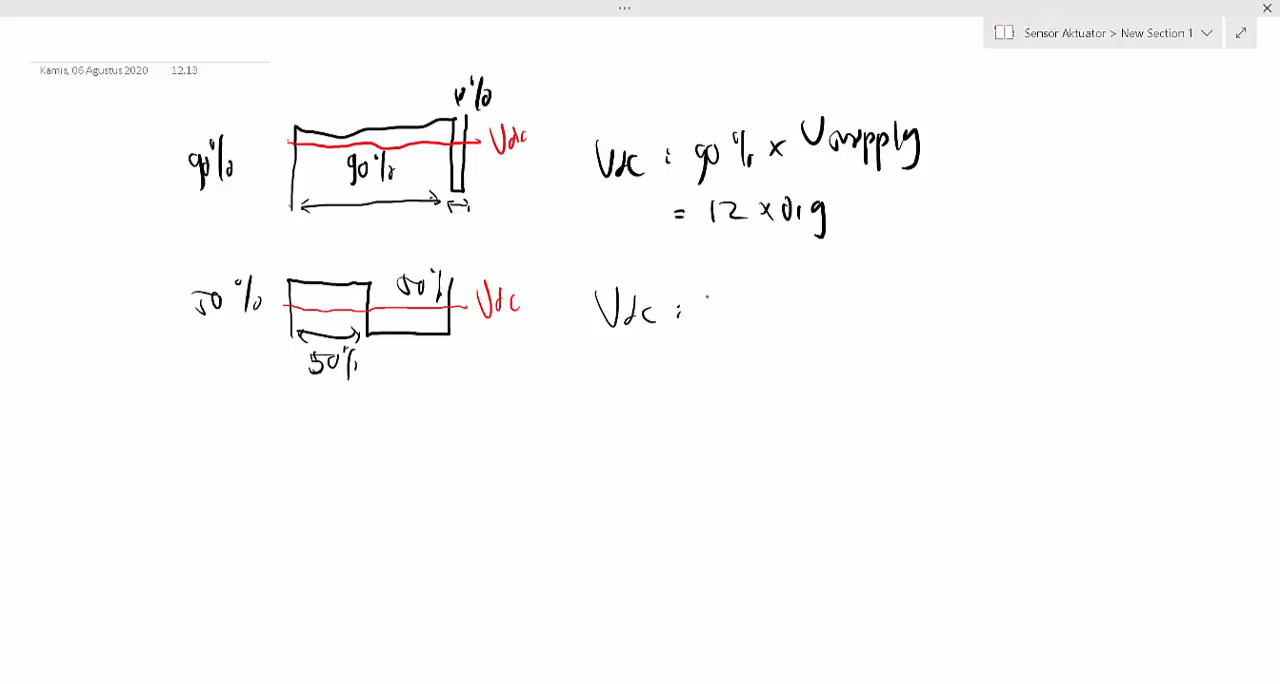 ...
Sensor Aktuator > New Section 1
Kamis, 06 Agustus 2020 12.13
90%
90%
Vdc
Vdc : 90% x Vsupply
= 12 x 0,9
50%
50%
Vdc
50%
Vdc :